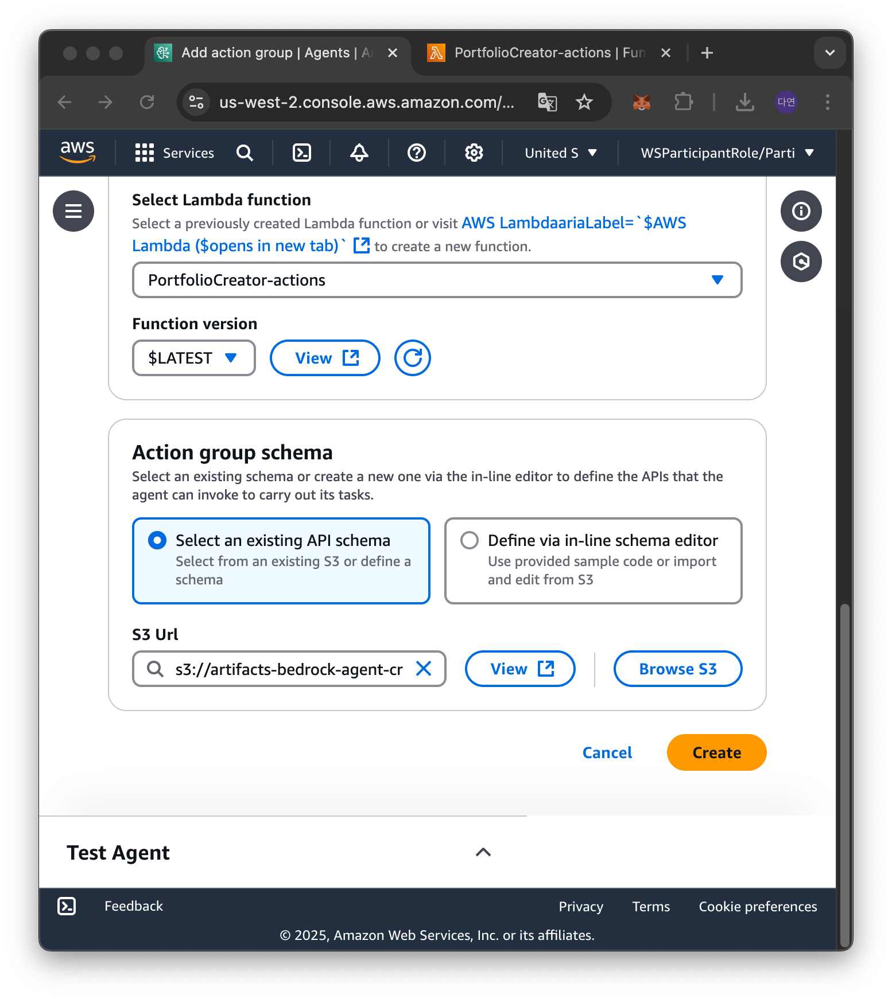 Add action group | Agents | A
PortfolioCreator-actions | Fun
us-west-2.console.aws.amazon.com/...
다연
aws
Services
United S
WSParticipantRole/Parti
Select Lambda function
Select a previously created Lambda function or visit AWS LambdaariaLabel=`$AWS
Lambda ($opens in new tab)` to create a new function.
PortfolioCreator-actions
Function version
$LATEST
View
Action group schema
Select an existing schema or create a new one via the in-line editor to define the APIs that the
agent can invoke to carry out its tasks.
Select an existing API schema
Select from an existing S3 or define a
schema
Define via in-line schema editor
Use provided sample code or import
and edit from S3
S3 Url
s3://artifacts-bedrock-agent-cr
View
Browse S3
Cancel
Create
Test Agent
Feedback
Privacy
Terms
Cookie preferences
© 2025, Amazon Web Services, Inc. or its affiliates.